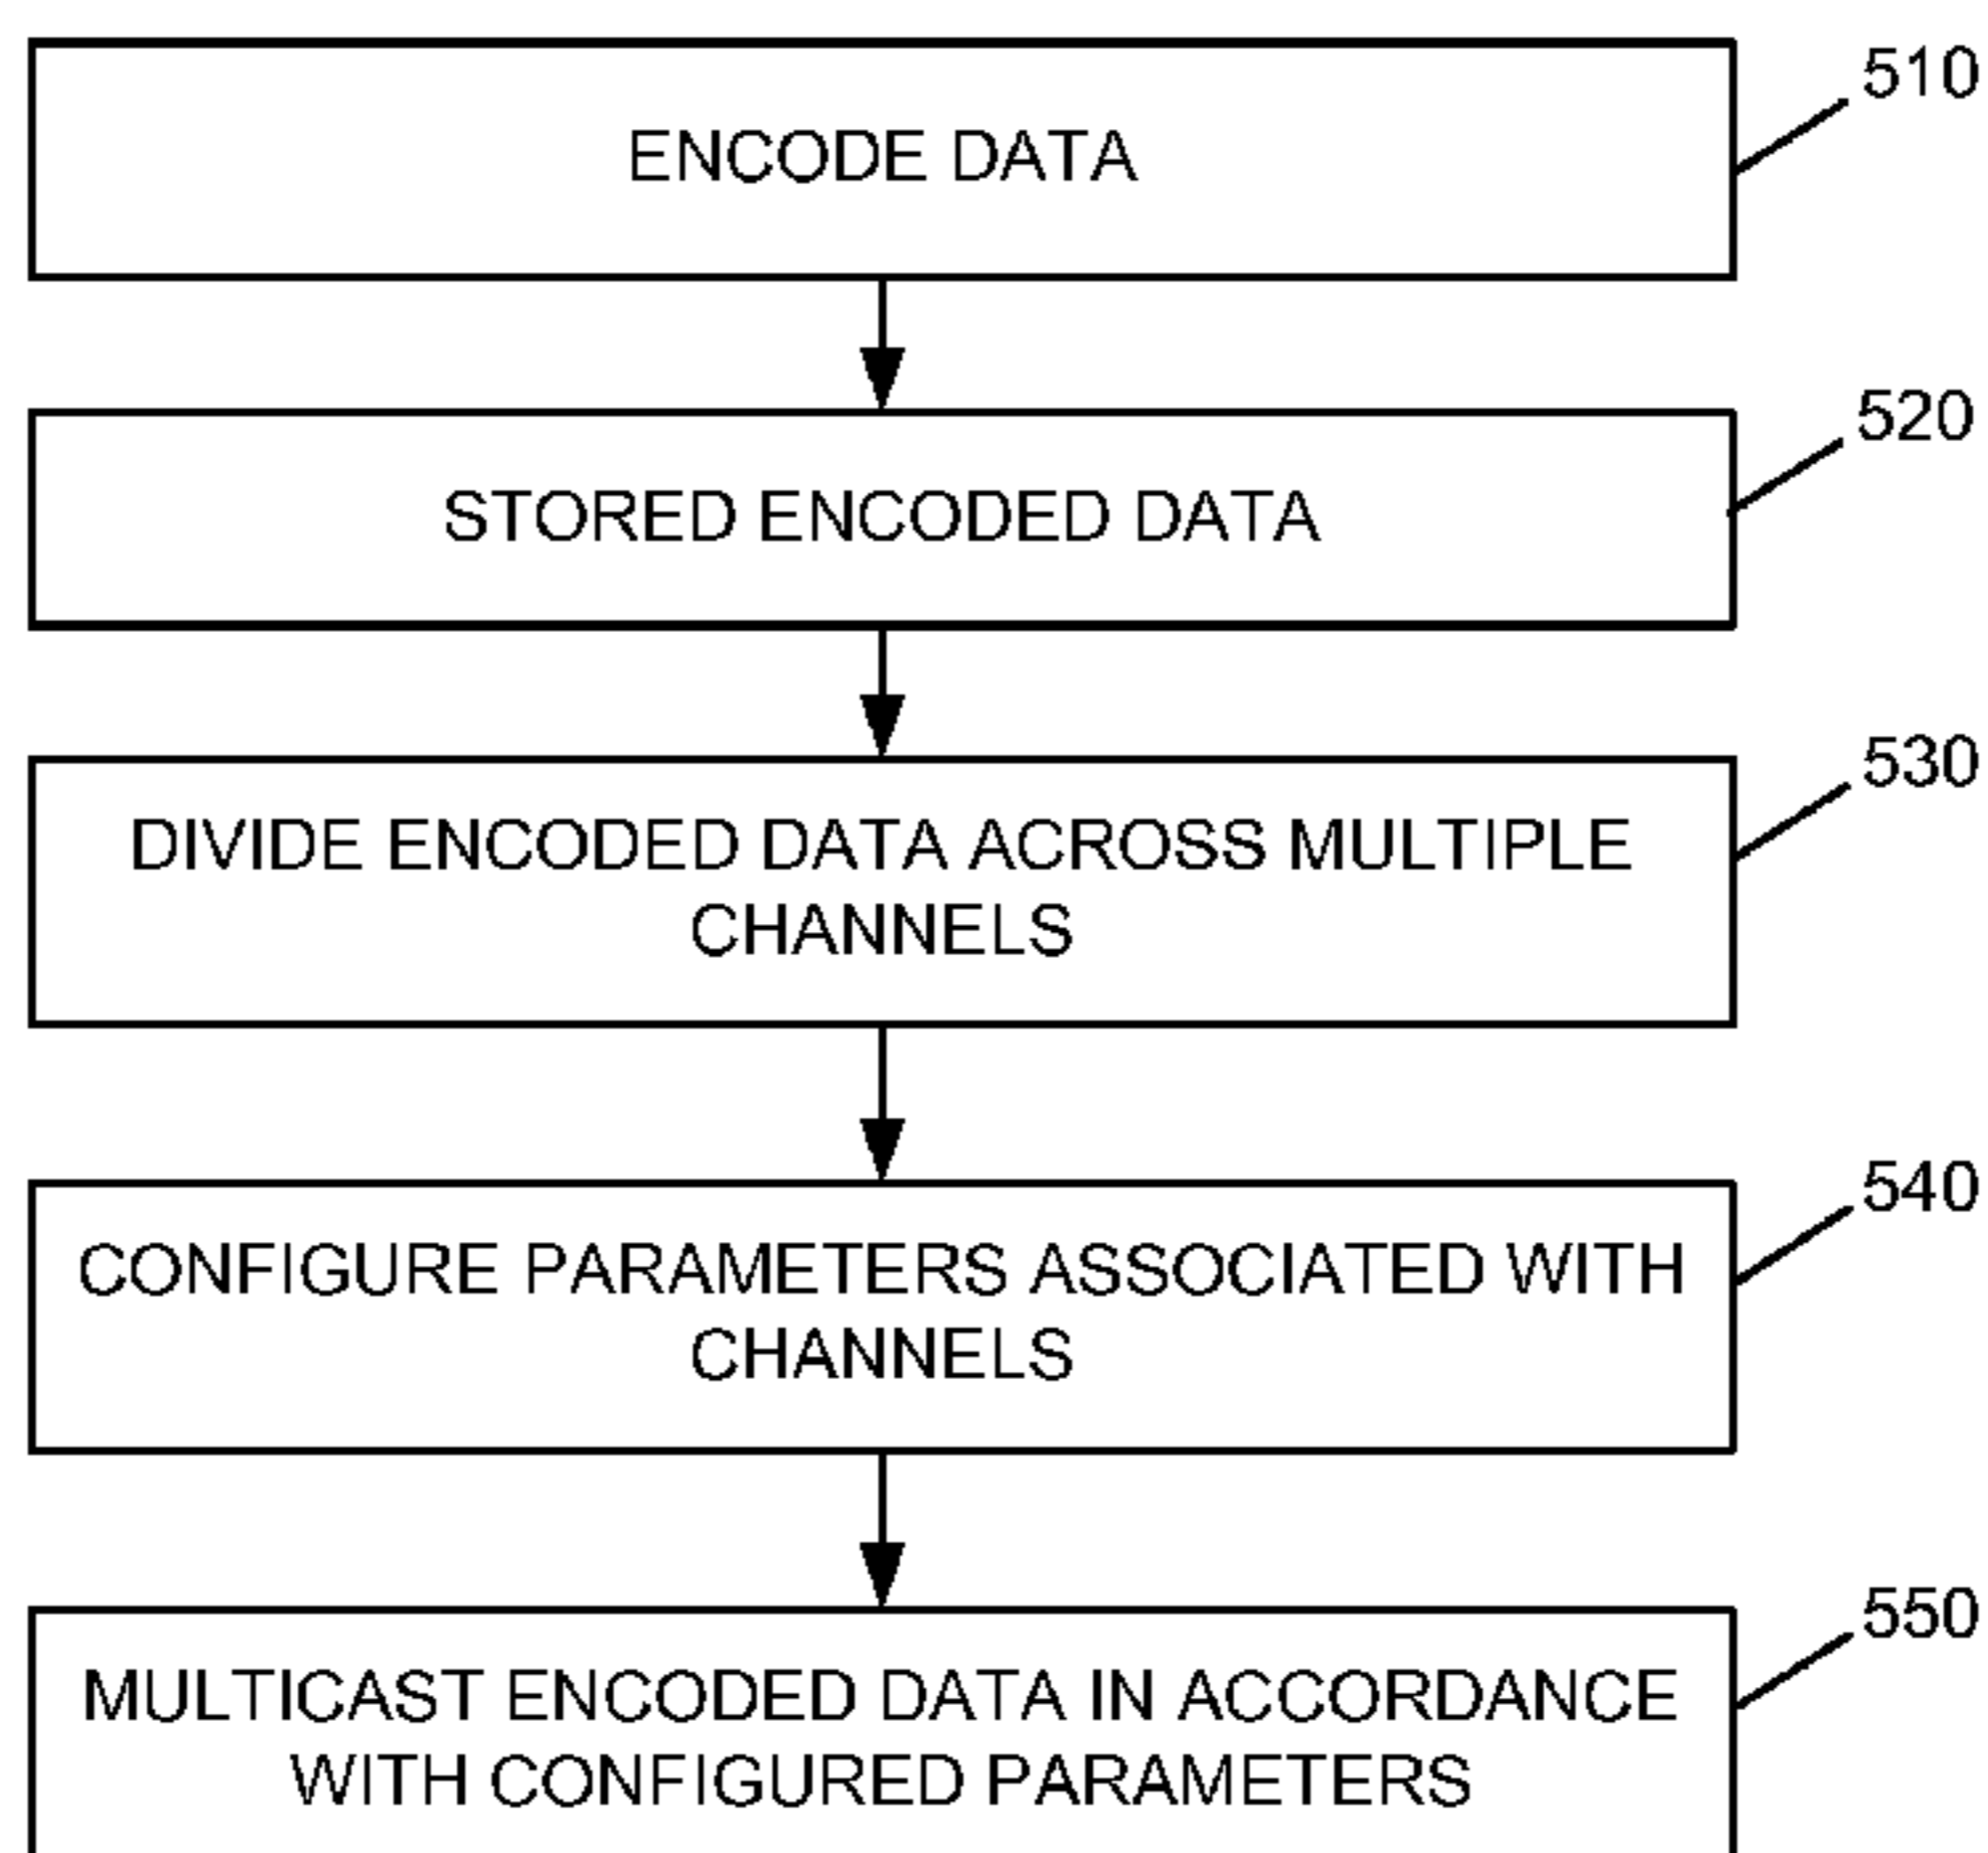 510
ENCODE DATA
520
STORED ENCODED DATA
530
DIVIDE ENCODED DATA ACROSS MULTIPLE
CHANNELS
540
CONFIGURE PARAMETERS ASSOCIATED WITH
CHANNELS
550
MULTICAST ENCODED DATA IN ACCORDANCE
WITH CONFIGURED PARAMETERS